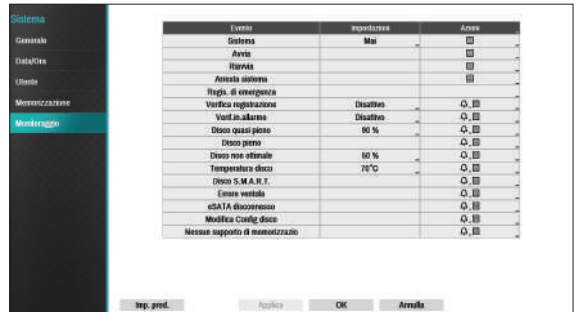 Sistema
Generale
Data/Ora
Utente
Memorizzazione
Monitoraggio
Evento Impostazioni Azioni
Sistema Mai
Avvia
Riavvia
Arresta sistema
Regis. di emergenza
Verifica registrazione Disattivo
Verif.in.allarme Disattivo
Disco quasi pieno 90 %
Disco pieno
Disco non ottimale 50 %
Temperatura disco 70°C
Disco S.M.A.R.T.
Errore ventola
eSATA disconnesso
Modifica Config disco
Nessun supporto di memorizzazio
Imp. pred. Applica OK Annulla